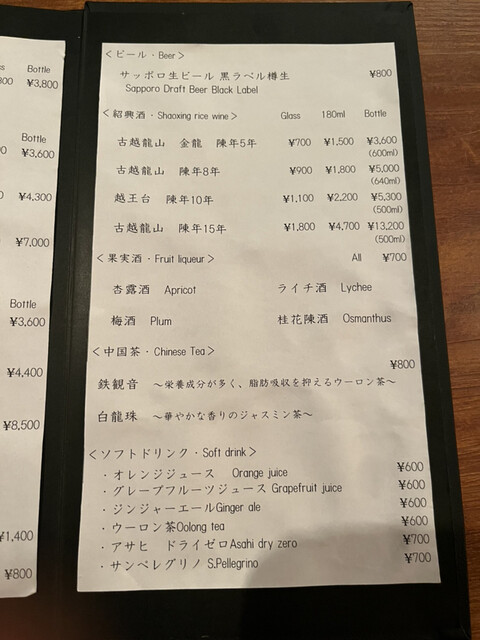 ss Bottle
800 ¥3,800
Bottle
00 ¥3,600
¥4,300
¥7,000
Bottle
¥3,600
¥4,400
¥8,500
¥1,400
¥800
＜ビール・Beer＞
サッポロ生ビール 黒ラベル樽生 ¥800
Sapporo Draft Beer Black Label
＜紹興酒・Shaoxing rice wine＞ Glass 180ml Bottle
古越龍山 金龍 陳年5年 ¥700 ¥1,500 ¥3,600
(600ml)
古越龍山 陳年8年 ¥900 ¥1,800 ¥5,000
(640ml)
越王台 陳年10年 ¥1,100 ¥2,200 ¥5,300
(500ml)
古越龍山 陳年15年 ¥1,800 ¥4,700 ¥13,200
(500ml)
＜果実酒・Fruit liqueur＞ All ¥700
杏露酒 Apricot ライチ酒 Lychee
梅酒 Plum 桂花陳酒 Osmanthus
＜中国茶・Chinese Tea＞
¥800
鉄観音 〜栄養成分が多く、脂肪吸収を抑えるウーロン茶〜
白龍珠 〜華やかな香りのジャスミン茶〜
＜ソフトドリンク・Soft drink＞
・オレンジジュース Orange juice ¥600
・グレープフルーツジュース Grapefruit juice ¥600
・ジンジャーエールGinger ale ¥600
・ウーロン茶Oolong tea ¥600
・アサヒ ドライゼロAsahi dry zero ¥700
・サンペレグリノ S.Pellegrino ¥700